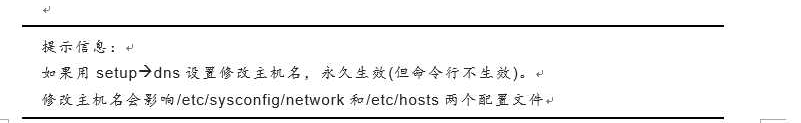 提示信息：
如果用 setup→dns 设置修改主机名，永久生效(但命令行不生效)。
修改主机名会影响/etc/sysconfig/network 和/etc/hosts 两个配置文件